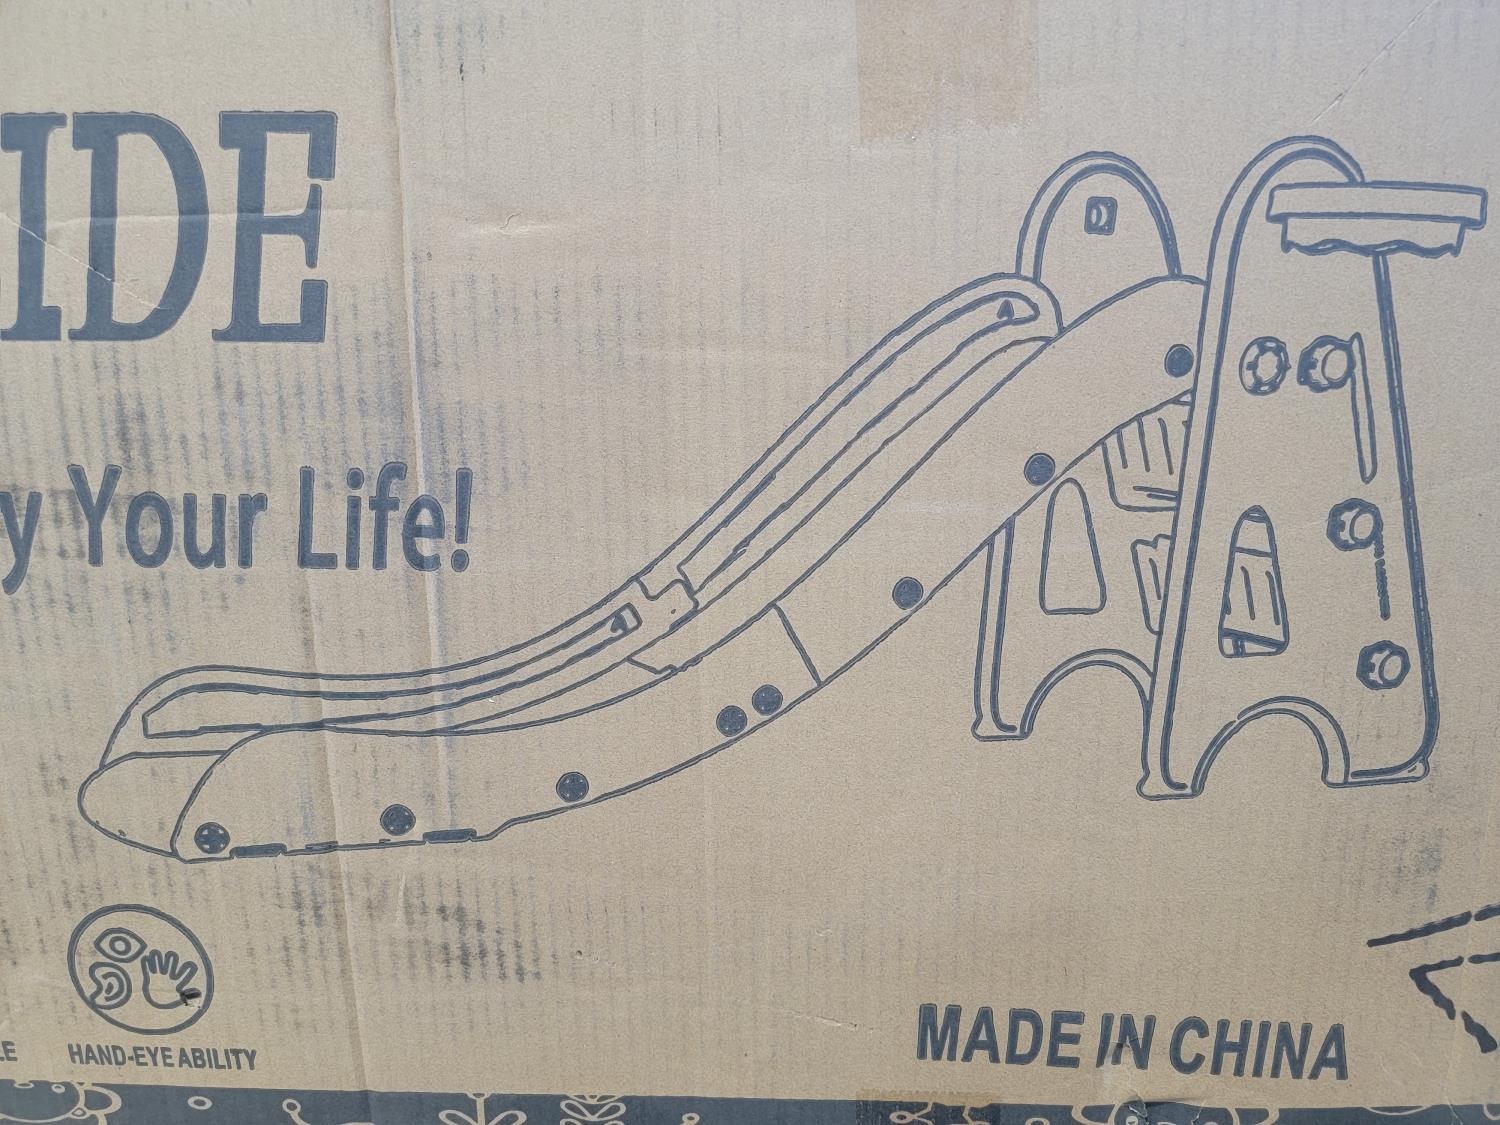 IDE
y Your Life!
LE
HAND-EYE ABILITY
MADE IN CHINA